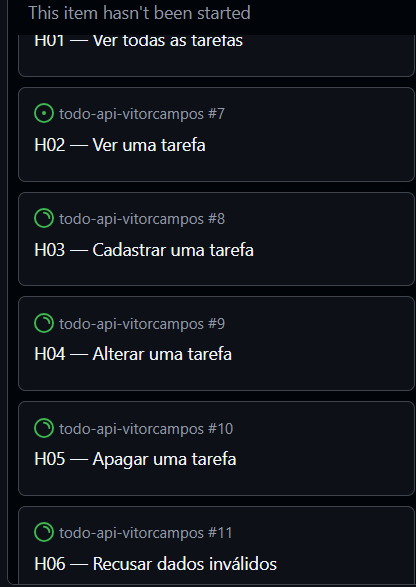 This item hasn't been started
H01 — Ver todas as tarefas
todo-api-vitorcampos #7
H02 — Ver uma tarefa
todo-api-vitorcampos #8
H03 — Cadastrar uma tarefa
todo-api-vitorcampos #9
H04 — Alterar uma tarefa
todo-api-vitorcampos #10
H05 — Apagar uma tarefa
todo-api-vitorcampos #11
H06 — Recusar dados inválidos